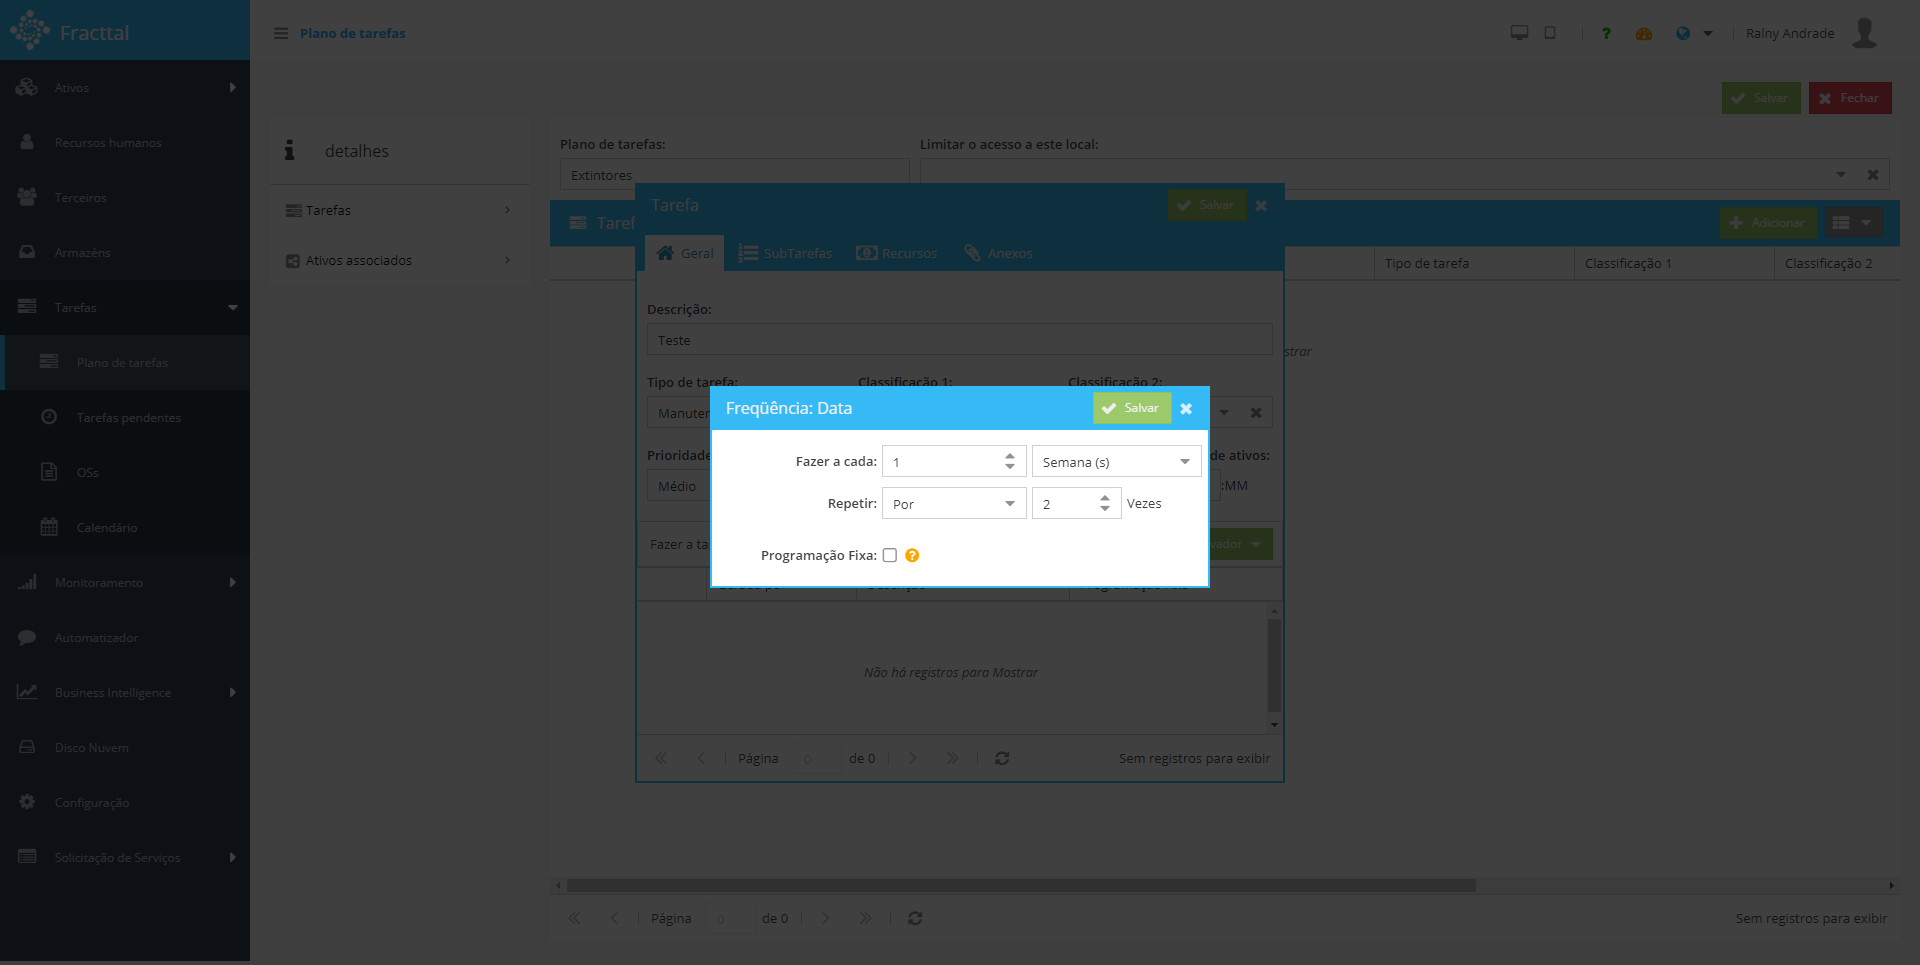 Fracttal
Plano de tarefas
?
Ralny Andrade
Ativos
Recursos humanos
Terceiros
Armazéns
Tarefas
Plano de tarefas
Tarefas pendentes
OSs
Calendário
Monitoramento
Automatizador
Business Intelligence
Disco Nuvem
Configuração
Solicitação de Serviços
Salvar
Fechar
detalhes
Tarefas
Ativos associados
Plano de tarefas:
Limitar o acesso a este local:
Extintores
Taref
Adicionar
Tipo de tarefa
Classificação 1
Classificação 2
strar
Tarefa
Salvar
Geral
SubTarefas
Recursos
Anexos
Descrição:
Teste
Tipo de tarefa:
Classificação 1:
Classificação 2:
Manuter
Prioridade
de ativos:
Médio
:MM
Fazer a ta
vador
Freqüência: Data
Salvar
Fazer a cada:
1
Semana (s)
Repetir:
Por
2
Vezes
Programação Fixa:
?
Não há registros para Mostrar
Página
0
de 0
Sem registros para exibir
Página
0
de 0
Sem registros para exibir